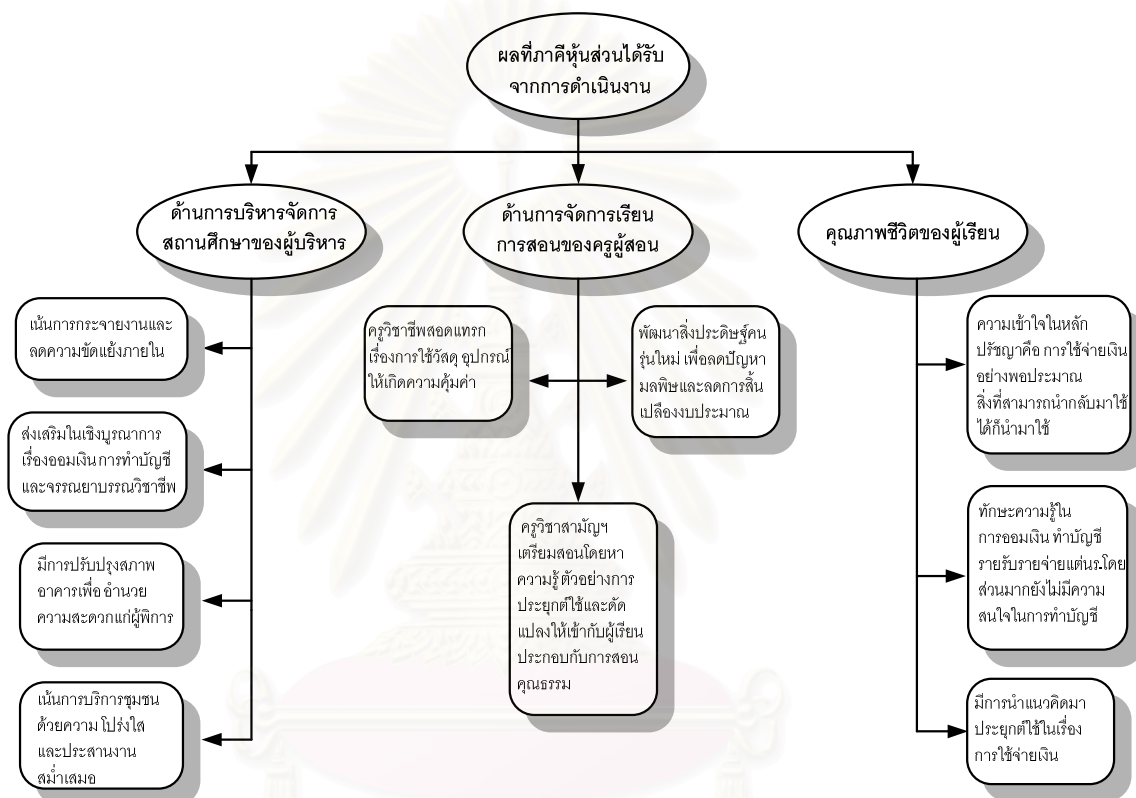 ผลที่ภาคีหุ้นส่วนได้รับ
จากการดำเนินงาน
ด้านการบริหารจัดการ
สถานศึกษาของผู้บริหาร
ด้านการจัดการเรียน
การสอนของครูผู้สอน
คุณภาพชีวิตของผู้เรียน
เน้นการกระจายงานและ
ลดความขัดแย้งภายใน
ส่งเสริมในเชิงบูรณาการ
เรื่องออมเงิน การทำบัญชี
และจรรณยาบรรณวิชาชีพ
มีการปรับปรุงสภาพ
อาคารเพื่อ อำนวย
ความสะดวกแก่ผู้พิการ
เน้นการบริการชุมชน
ด้วยความ โปร่งใส
และประสานงาน
สม่ำเสมอ
ครูวิชาชีพสอดแทรก
เรื่องการใช้วัสดุ อุปกรณ์
ให้เกิดความคุ้มค่า
พัฒนาสิ่งประดิษฐ์คน
รุ่นใหม่ เพื่อลดปัญหา
มลพิษและลดการสิ้น
เปลืองงบประมาณ
ครูวิชาสามัญฯ
เตรียมสอนโดยหา
ความรู้ ตัวอย่างการ
ประยุกต์ใช้และดัด
แปลงให้เข้ากับผู้เรียน
ประกอบกับการสอน
คุณธรรม
ความเข้าใจในหลัก
ปรัชญาคือ การใช้จ่ายเงิน
อย่างพอประมาณ
สิ่งที่สามารถนำกลับมาใช้
ได้ก็นำมาใช้
ทักษะความรู้ใน
การออมเงิน ทำบัญชี
รายรับรายจ่ายแต่นร.โดย
ส่วนมากยังไม่มีความ
สนใจในการทำบัญชี
มีการนำแนวคิดมา
ประยุกต์ใช้ในเรื่อง
การใช้จ่ายเงิน